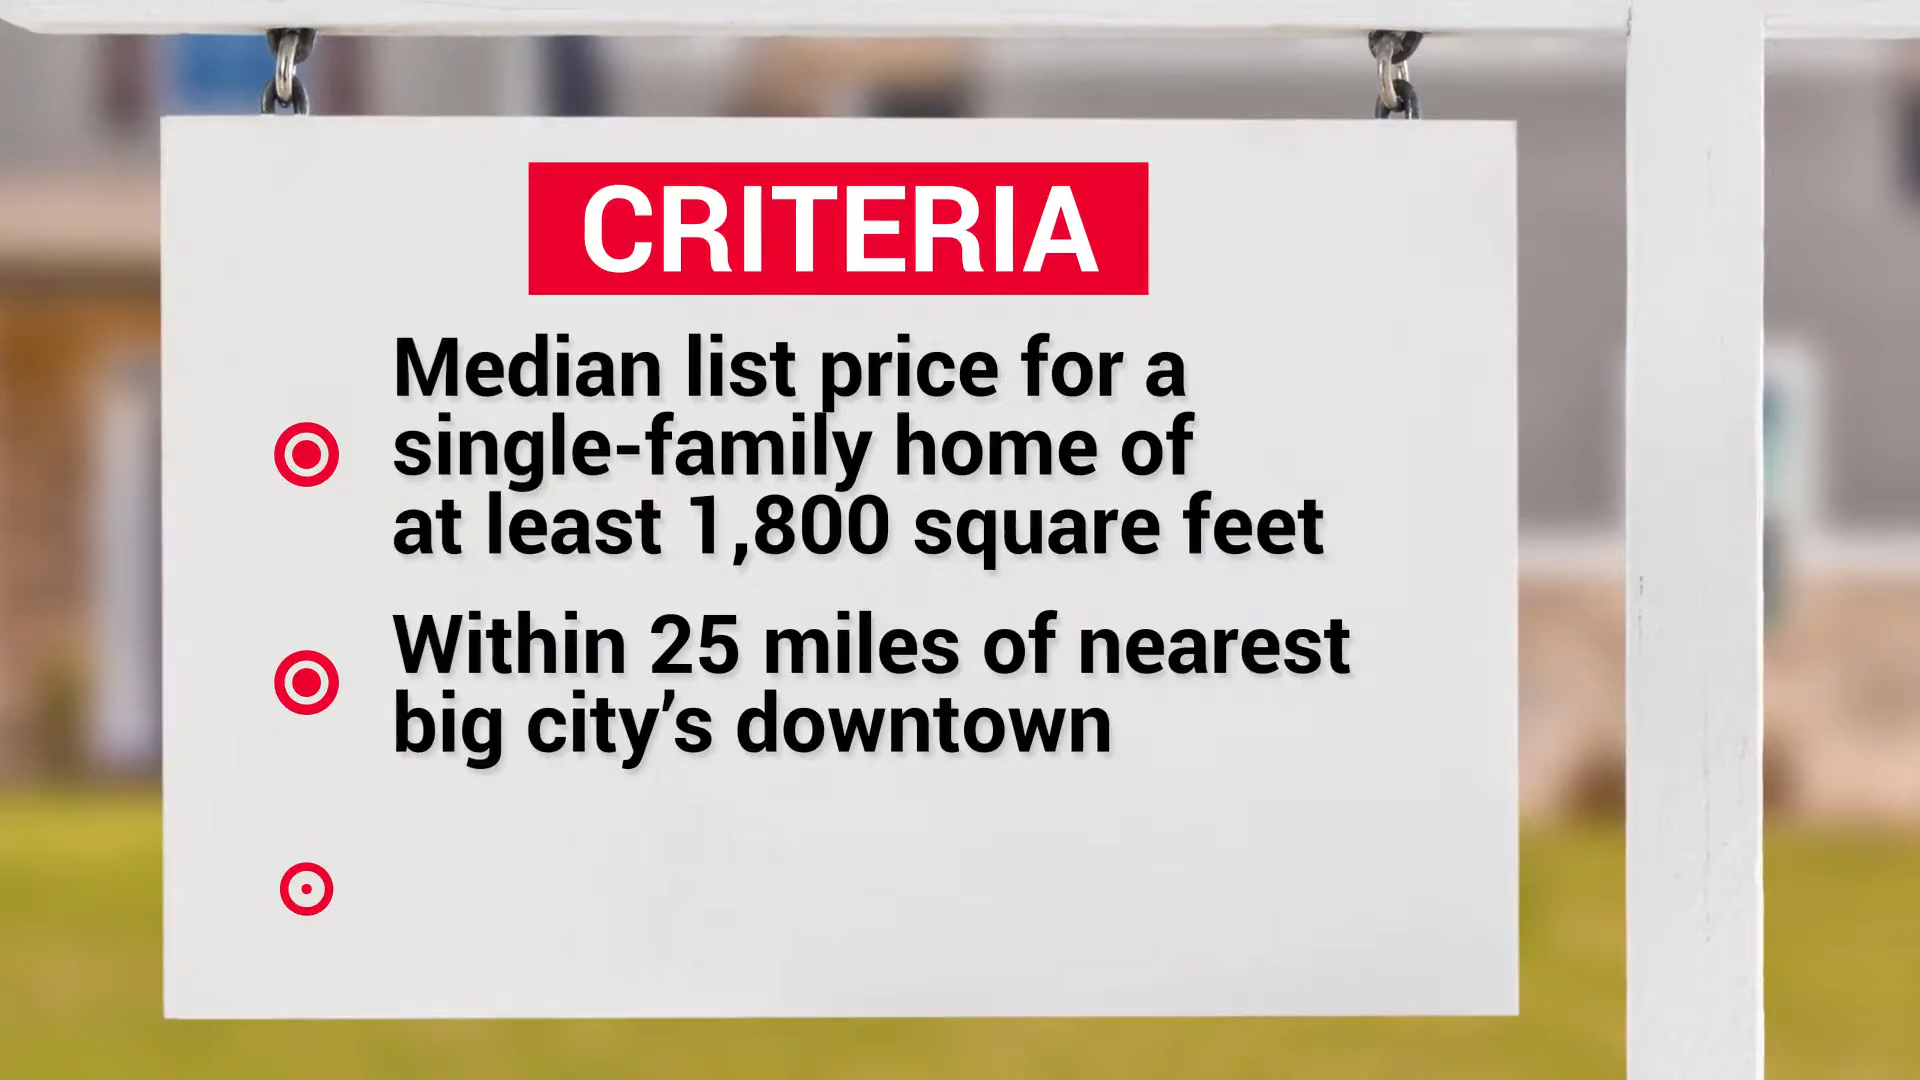 CRITERIA
Median list price for a
single-family home of
at least 1,800 square feet
Within 25 miles of nearest
big city’s downtown